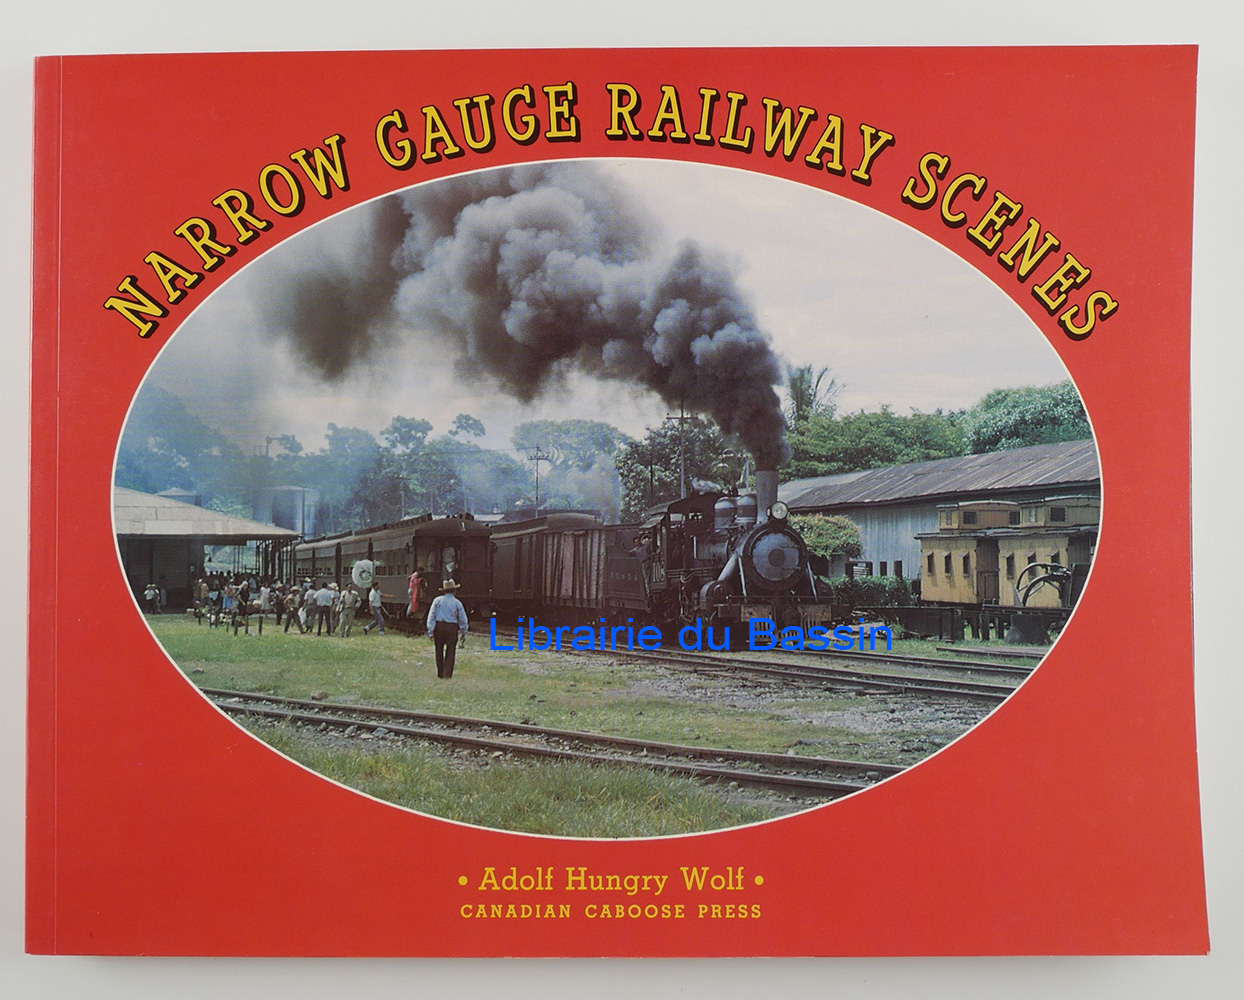 NARROW GAUGE RAILWAY SCENES
Librairie du Bassin
• Adolf Hungry Wolf •
CANADIAN CABOOSE PRESS